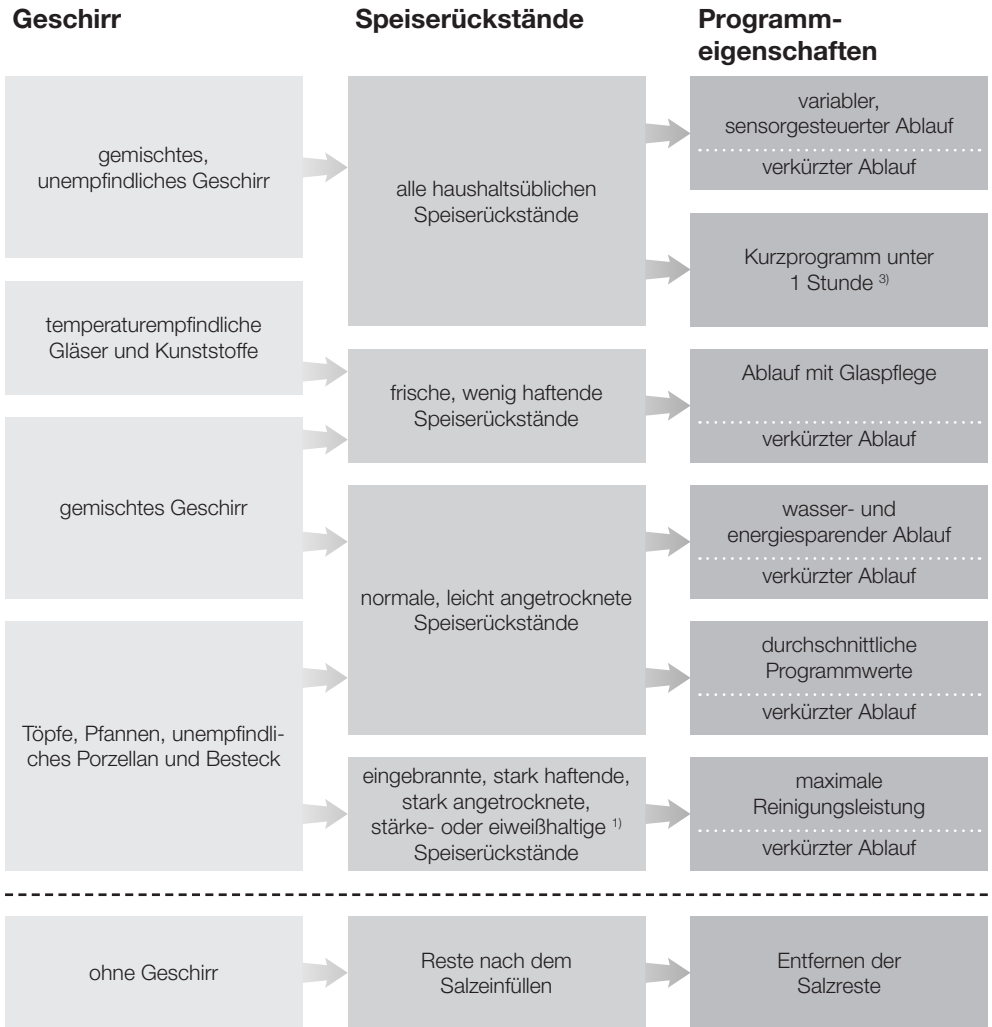 Geschirr
Speiserückstände
Programm-
eigenschaften
gemischtes,
unempfindliches Geschirr
alle haushaltsüblichen
Speiserückstände
variabler,
sensorgesteuerter Ablauf
verkürzter Ablauf
Kurzprogramm unter
1 Stunde 3)
temperaturempfindliche
Gläser und Kunststoffe
frische, wenig haftende
Speiserückstände
Ablauf mit Glaspflege
verkürzter Ablauf
gemischtes Geschirr
normale, leicht angetrocknete
Speiserückstände
wasser- und
energiesparender Ablauf
verkürzter Ablauf
durchschnittliche
Programmwerte
verkürzter Ablauf
Töpfe, Pfannen, unempfindli-
ches Porzellan und Besteck
eingebrannte, stark haftende,
stark angetrocknete,
stärke- oder eiweißhaltige 1)
Speiserückstände
maximale
Reinigungsleistung
verkürzter Ablauf
ohne Geschirr
Reste nach dem
Salzeinfüllen
Entfernen der
Salzreste